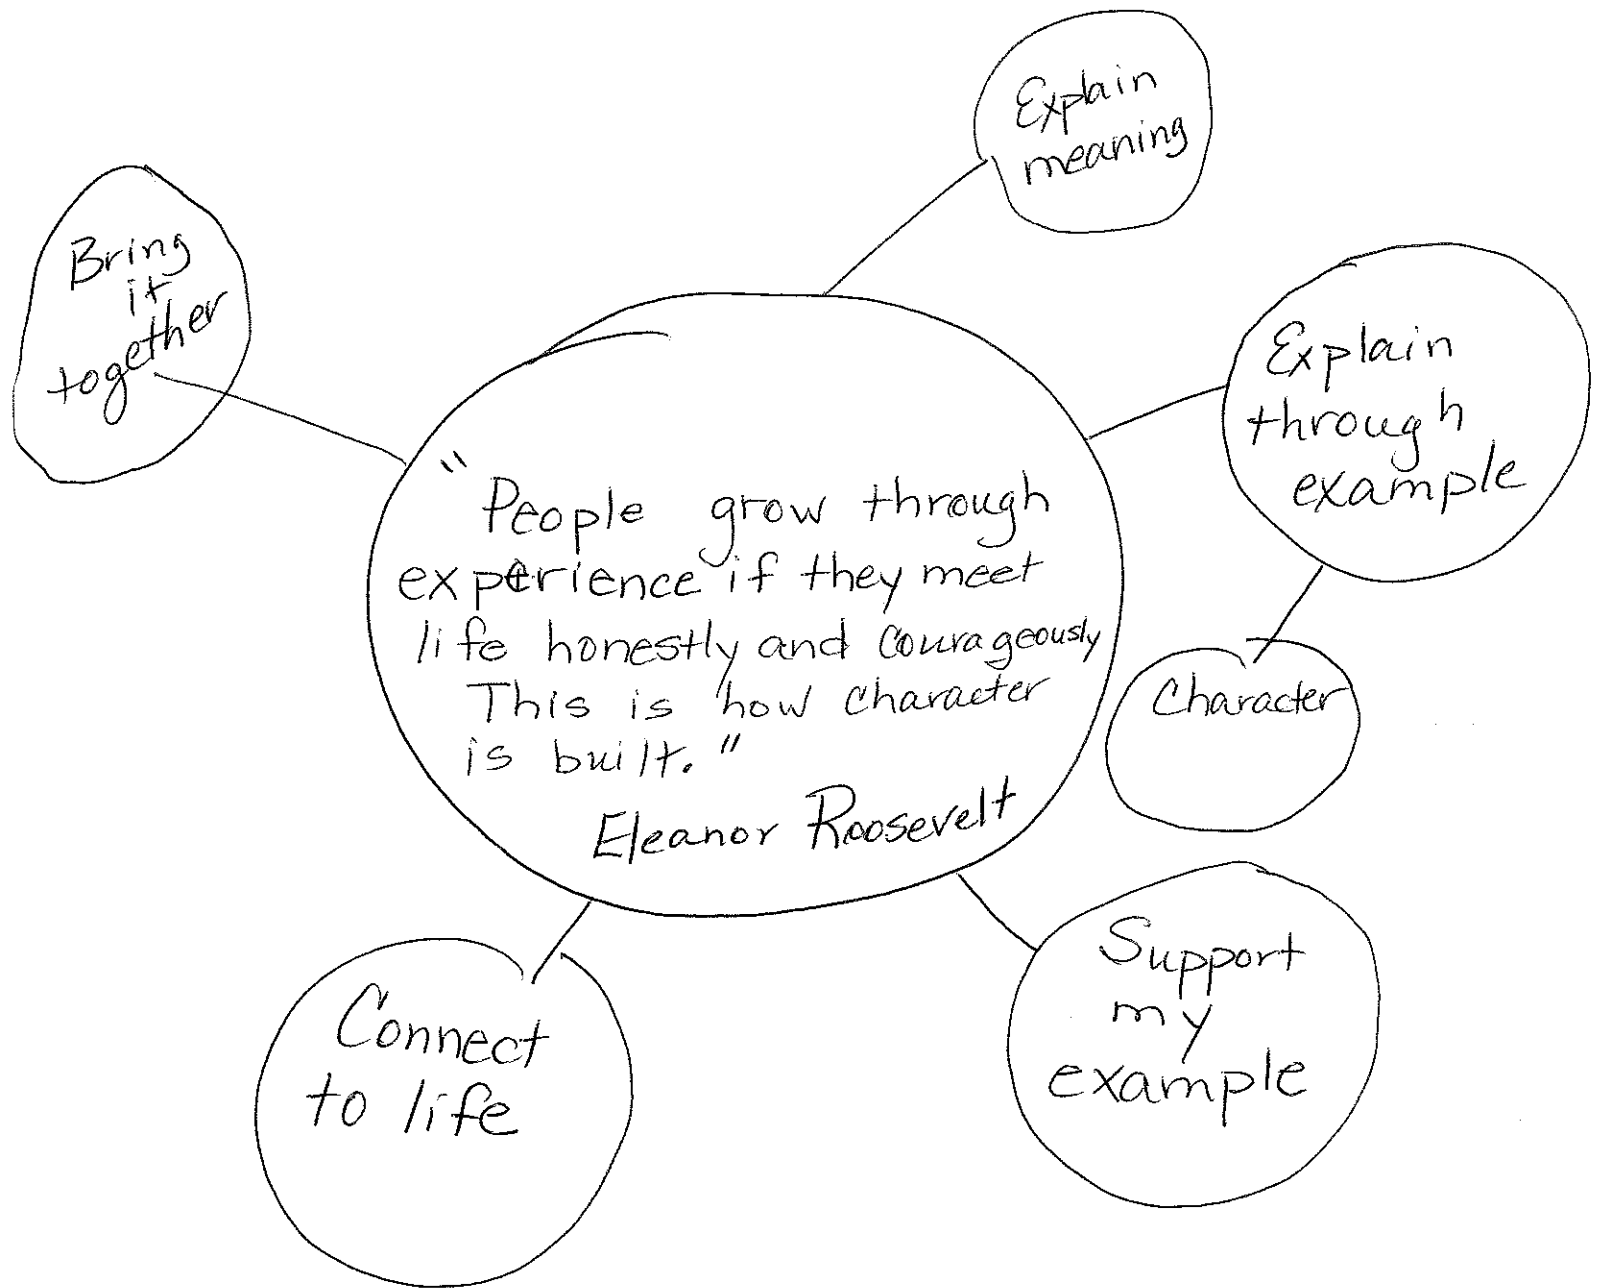 Explain
meaning
Bring
it
together
Explain
through
example
"People grow through
experience if they meet
life honestly and courageously
This is how character
is built."
Eleanor Roosevelt
Character
Support
my
example
Connect
to life